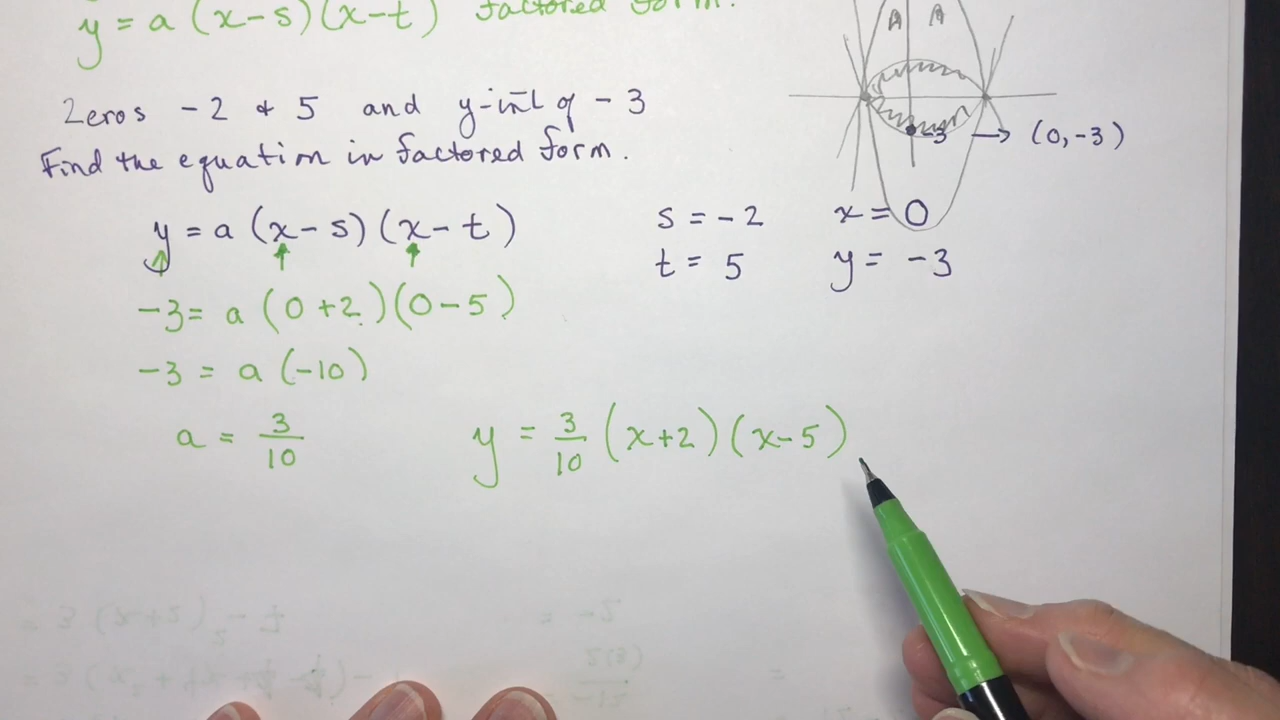 y = a (x-s)(x-t) factored form.
A A
Zeros -2 & 5 and y-int of -3
Find the equation in factored form.
-3 → (0,-3)
y = a (x-s)(x-t)
s = -2
x = 0
t = 5
y = -3
-3 = a (0+2)(0-5)
-3 = a (-10)
a = 3/10
y = 3/10 (x+2)(x-5)